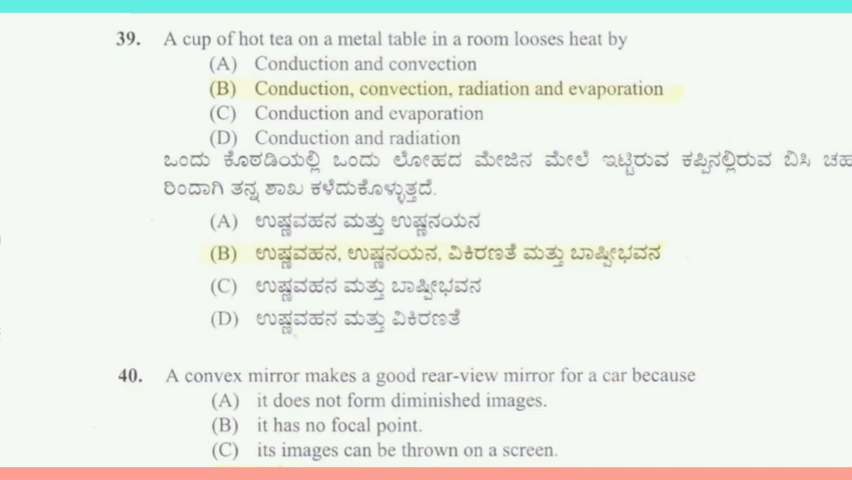 39. A cup of hot tea on a metal table in a room looses heat by
(A) Conduction and convection
(B) Conduction, convection, radiation and evaporation
(C) Conduction and evaporation
(D) Conduction and radiation
ಒಂದು ಕೊಠಡಿಯಲ್ಲಿ ಒಂದು ಲೋಹದ ಮೇಜಿನ ಮೇಲೆ ಇಟ್ಟಿರುವ ಕಪ್ಪಿನಲ್ಲಿರುವ ಬಿಸಿ
ರಿಂದಾಗಿ ತನ್ನ ಶಾಖ ಕಳೆದುಕೊಳ್ಳುತ್ತದೆ.
(A) ಉಷ್ಣವಹನ ಮತ್ತು ಉಷ್ಣನಯನ
(B) ಉಷ್ಣವಹನ, ಉಷ್ಣನಯನ, ವಿಕಿರಣತೆ ಮತ್ತು ಬಾಷ್ಪೀಭವನ
(C) ಉಷ್ಣವಹನ ಮತ್ತು ಬಾಷ್ಪೀಭವನ
(D) ಉಷ್ಣವಹನ ಮತ್ತು ವಿಕಿರಣತೆ
40. A convex mirror makes a good rear-view mirror for a car because
(A) it does not form diminished images.
(B) it has no focal point.
(C) its images can be thrown on a screen.